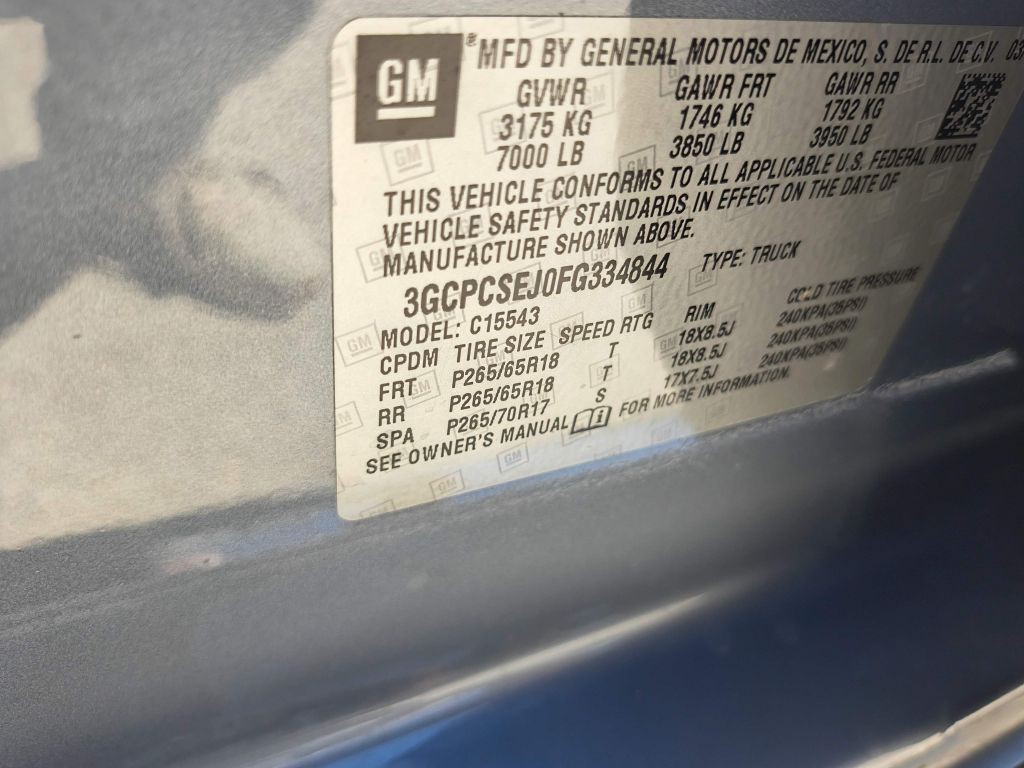 GM
® MFD BY GENERAL MOTORS DE MEXICO, S. DE R.L. DE C.V. 03
GVWR GAWR FRT GAWR RR
3175 KG 1746 KG 1792 KG
7000 LB 3850 LB 3950 LB
THIS VEHICLE CONFORMS TO ALL APPLICABLE U.S. FEDERAL MOTOR
VEHICLE SAFETY STANDARDS IN EFFECT ON THE DATE OF
MANUFACTURE SHOWN ABOVE.
3GCPCSEJ0FG334844 TYPE: TRUCK
MODEL: C15543
CPDM TIRE SIZE SPEED RTG RIM COLD TIRE PRESSURE
FRT P265/65R18 T 18X8.5J 240KPA(35PSI)
RR P265/65R18 T 18X8.5J 240KPA(35PSI)
SPA P265/70R17 S 17X7.5J 240KPA(35PSI)
SEE OWNER'S MANUAL FOR MORE INFORMATION.